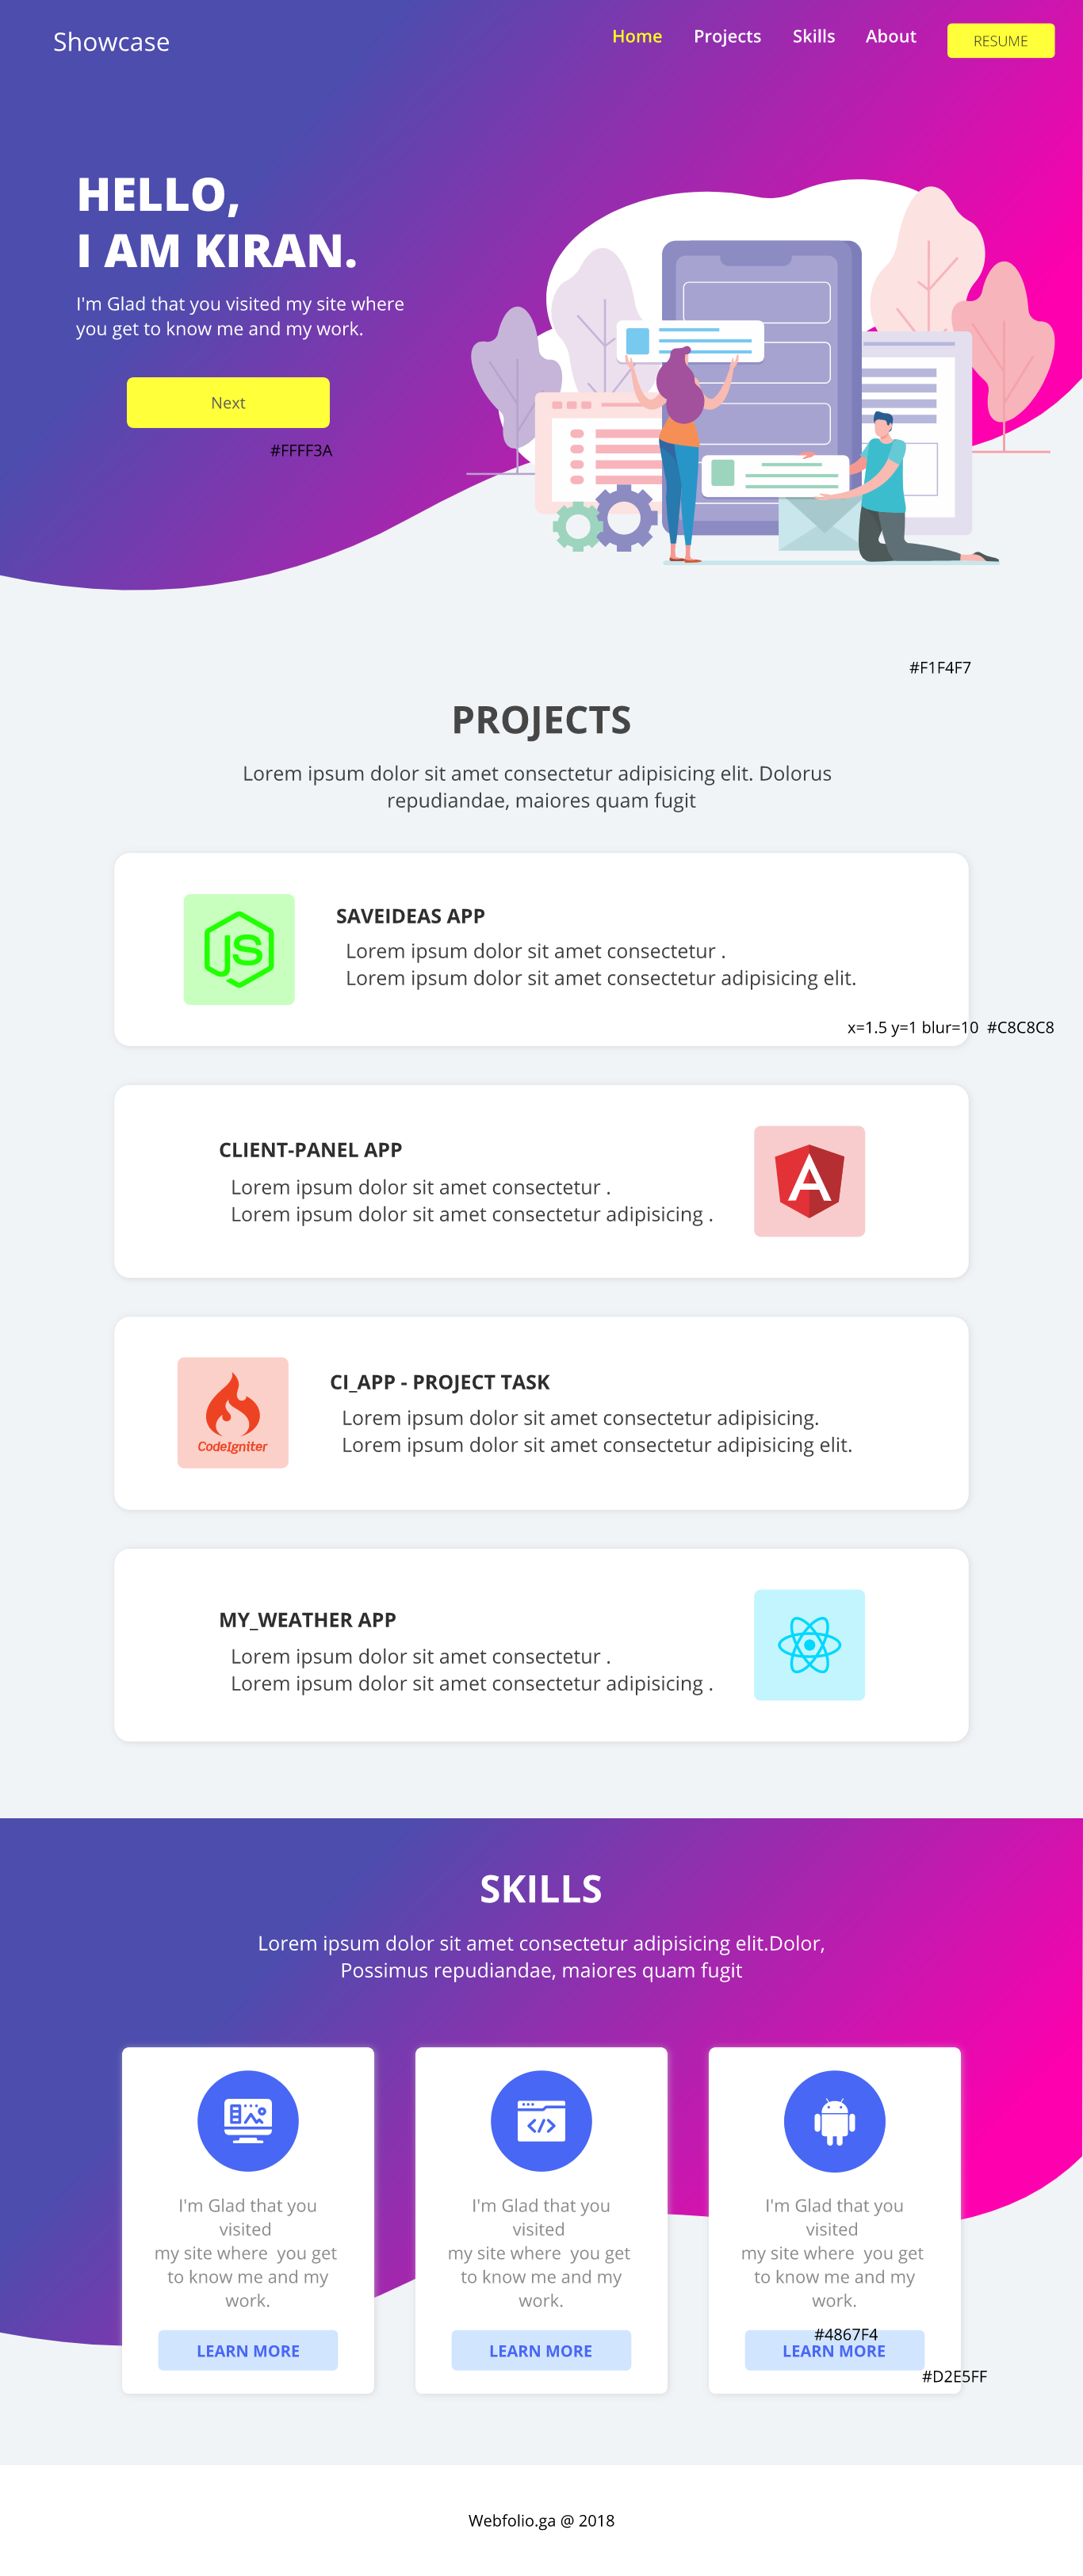 Showcase
Home Projects Skills About RESUME
HELLO,
I AM KIRAN.
I'm Glad that you visited my site where
you get to know me and my work.
Next
#FFFF3A
#F1F4F7
PROJECTS
Lorem ipsum dolor sit amet consectetur adipisicing elit. Dolorus
repudiandae, maiores quam fugit
JS
SAVEIDEAS APP
Lorem ipsum dolor sit amet consectetur .
Lorem ipsum dolor sit amet consectetur adipisicing elit.
x=1.5 y=1 blur=10 #C8C8C8
CLIENT-PANEL APP
Lorem ipsum dolor sit amet consectetur .
Lorem ipsum dolor sit amet consectetur adipisicing .
A
CodeIgniter
CI_APP - PROJECT TASK
Lorem ipsum dolor sit amet consectetur adipisicing.
Lorem ipsum dolor sit amet consectetur adipisicing elit.
MY_WEATHER APP
Lorem ipsum dolor sit amet consectetur .
Lorem ipsum dolor sit amet consectetur adipisicing .
SKILLS
Lorem ipsum dolor sit amet consectetur adipisicing elit.Dolor,
Possimus repudiandae, maiores quam fugit
I'm Glad that you
visited
my site where you get
to know me and my
work.
LEARN MORE
I'm Glad that you
visited
my site where you get
to know me and my
work.
LEARN MORE
I'm Glad that you
visited
my site where you get
to know me and my
work.
#4867F4
LEARN MORE
#D2E5FF
Webfolio.ga @ 2018